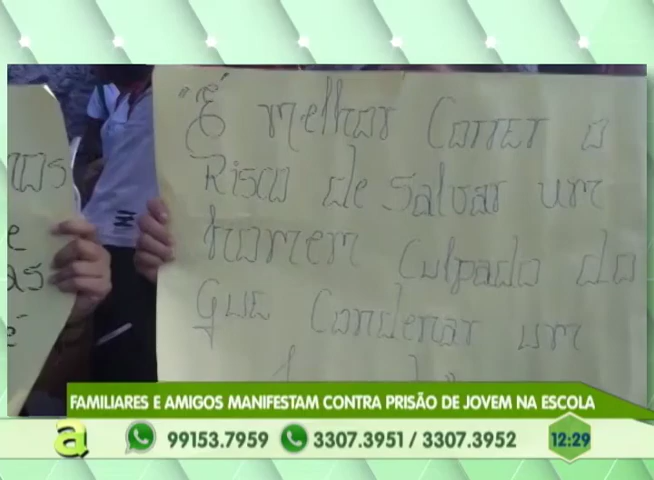 "É melhor Correr o
Risco de Salvar um
homem Culpado do
que Condenar um
FAMILIARES E AMIGOS MANIFESTAM CONTRA PRISÃO DE JOVEM NA ESCOLA
a 99153.7959 3307.3951 / 3307.3952 12:29